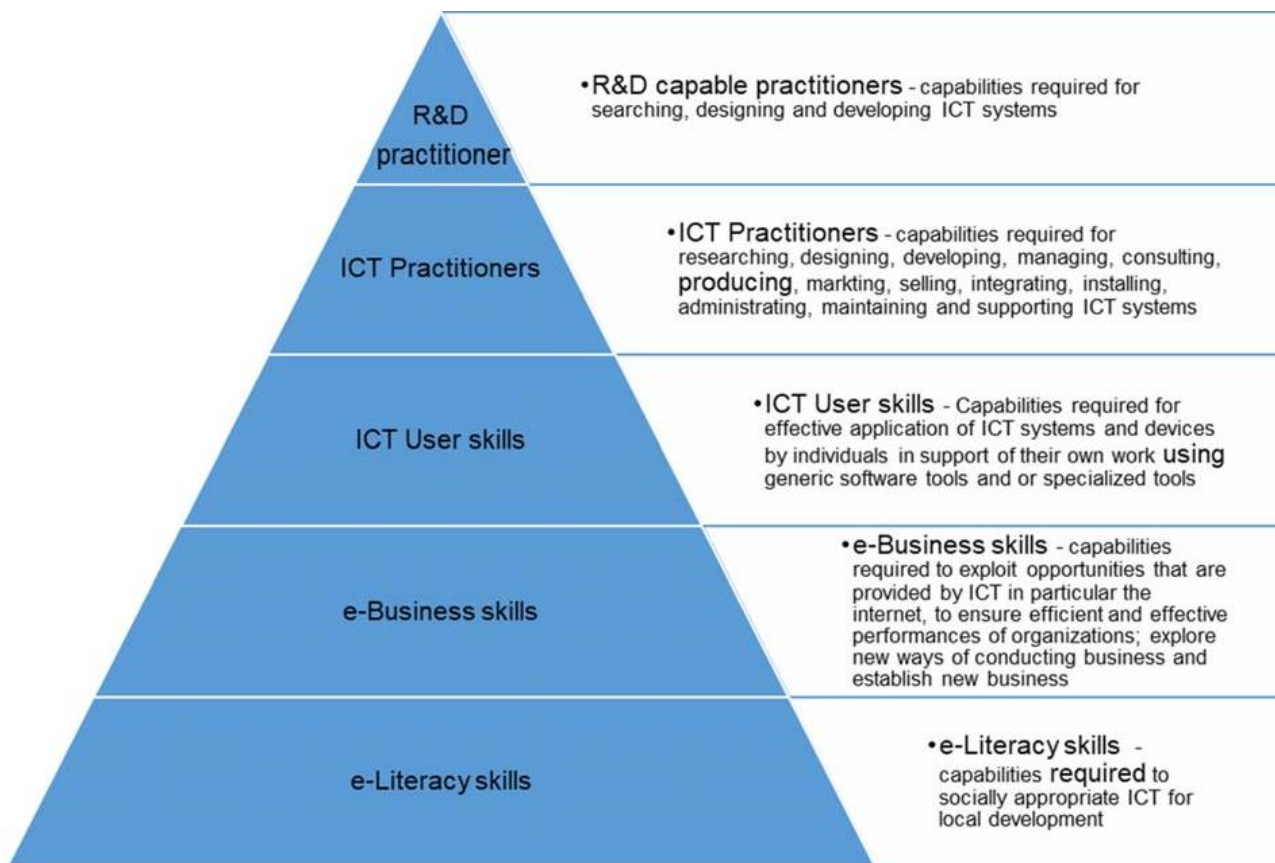 R&D
practitioner
•R&D capable practitioners - capabilities required for
searching, designing and developing ICT systems
ICT Practitioners
•ICT Practitioners - capabilities required for
researching, designing, developing, managing, consulting,
producing, markting, selling, integrating, installing,
administrating, maintaining and supporting ICT systems
ICT User skills
•ICT User skills - Capabilities required for
effective application of ICT systems and devices
by individuals in support of their own work using
generic software tools and or specialized tools
e-Business skills
•e-Business skills - capabilities
required to exploit opportunities that are
provided by ICT in particular the
internet, to ensure efficient and effective
performances of organizations; explore
new ways of conducting business and
establish new business
e-Literacy skills
•e-Literacy skills -
capabilities required to
socially appropriate ICT for
local development